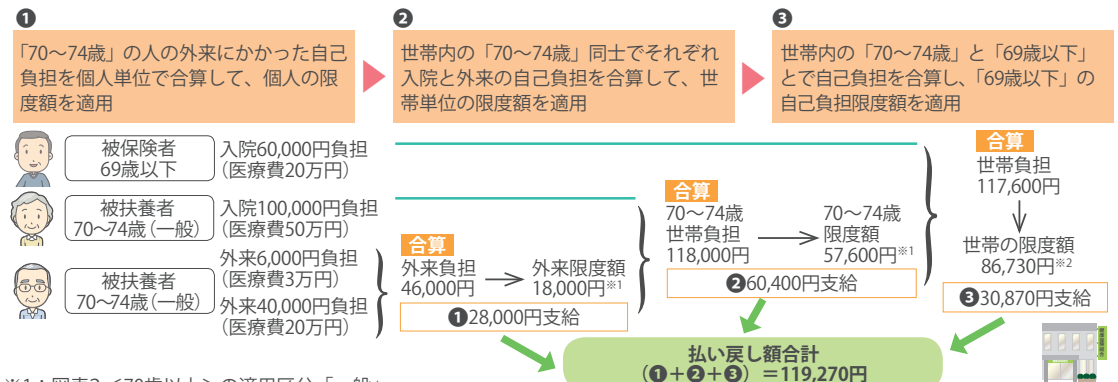 ❶
「70～74歳」の人の外来にかかった自己
負担を個人単位で合算して、個人の限
度額を適用
❷
世帯内の「70～74歳」同士でそれぞれ
入院と外来の自己負担を合算して、世
帯単位の限度額を適用
❸
世帯内の「70～74歳」と「69歳以下」
とで自己負担を合算し、「69歳以下」の
自己負担限度額を適用
被保険者
69歳以下
入院60,000円負担
（医療費20万円）
被扶養者
70～74歳（一般）
入院100,000円負担
（医療費50万円）
被扶養者
70～74歳（一般）
外来6,000円負担
（医療費3万円）
外来40,000円負担
（医療費20万円）
合算
外来負担
46,000円
外来限度額
18,000円※1
❶28,000円支給
合算
70～74歳
世帯負担
118,000円
70～74歳
限度額
57,600円※1
❷60,400円支給
合算
世帯負担
117,600円
世帯の限度額
86,730円※2
❸30,870円支給
払い戻し額合計
（❶＋❷＋❸）＝119,270円